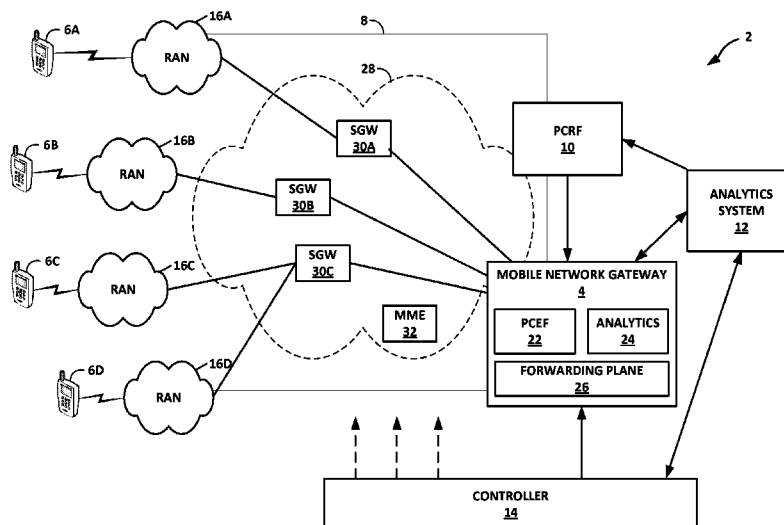 6A
16A
RAN
8
2
28
SGW
30A
PCRF
10
6B
16B
RAN
SGW
30B
ANALYTICS
SYSTEM
12
6C
16C
RAN
SGW
30C
MOBILE NETWORK GATEWAY
4
MME
32
PCEF
22
ANALYTICS
24
6D
16D
RAN
FORWARDING PLANE
26
CONTROLLER
14